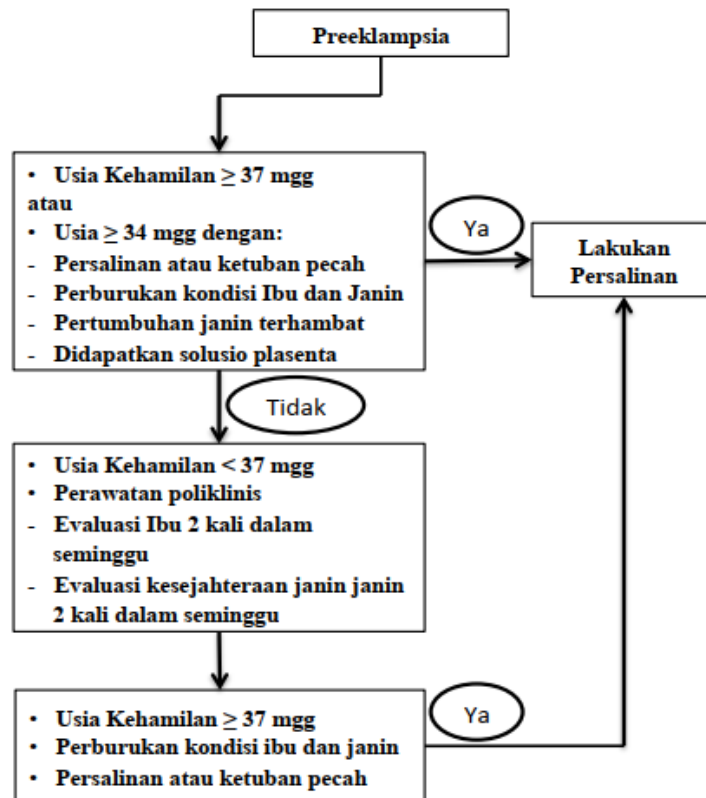 Preeklampsia
• Usia Kehamilan ≥ 37 mgg
atau
• Usia ≥ 34 mgg dengan:
- Persalinan atau ketuban pecah
- Perburukan kondisi Ibu dan Janin
- Pertumbuhan janin terhambat
- Didapatkan solusio plasenta
Ya
Lakukan
Persalinan
Tidak
• Usia Kehamilan < 37 mgg
• Perawatan poliklinis
- Evaluasi Ibu 2 kali dalam
seminggu
- Evaluasi kesejahteraan janin janin
2 kali dalam seminggu
• Usia Kehamilan ≥ 37 mgg
• Perburukan kondisi ibu dan janin
• Persalinan atau ketuban pecah
Ya